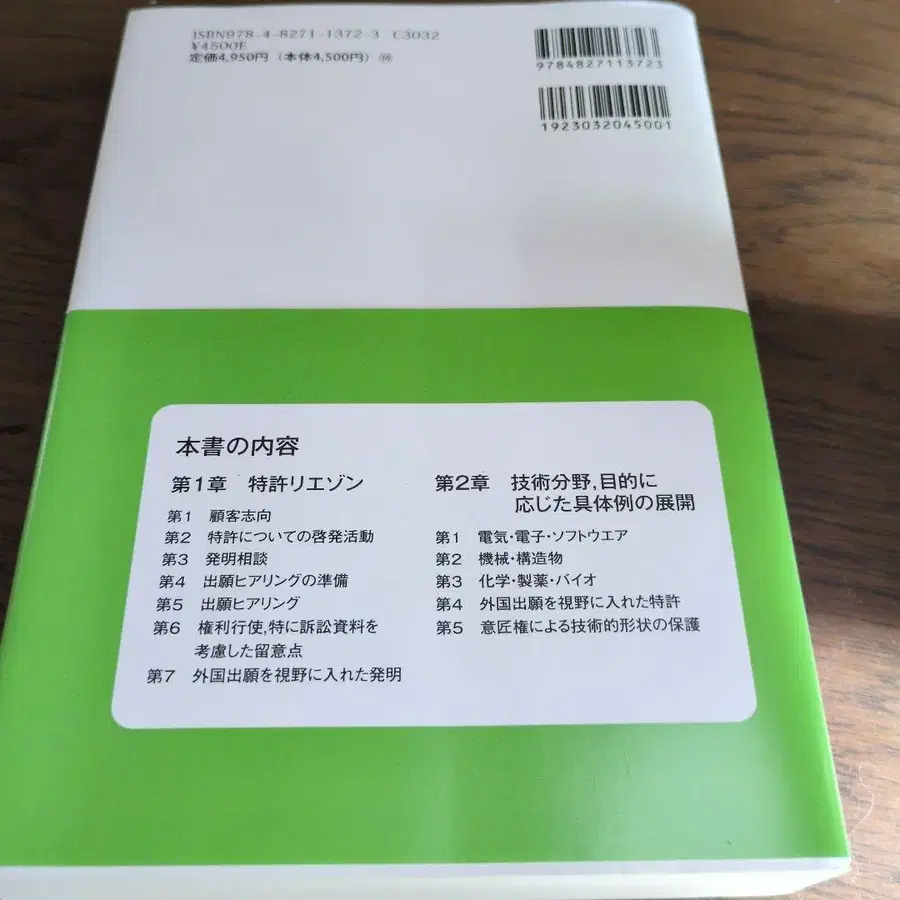 ISBN978-4-8271-1372-3 C3032
¥4500E
定価4,950円(本体4,500円)⑩
9784827113723
1923032045001
本書の内容
第1章 特許リエゾン
第1 顧客志向
第2 特許についての啓発活動
第3 発明相談
第4 出願ヒアリングの準備
第5 出願ヒアリング
第6 権利行使,特に訴訟資料を
考慮した留意点
第7 外国出願を視野に入れた発明
第2章 技術分野,目的に
応じた具体例の展開
第1 電気・電子・ソフトウエア
第2 機械・構造物
第3 化学・製薬・バイオ
第4 外国出願を視野に入れた特許
第5 意匠権による技術的形状の保護